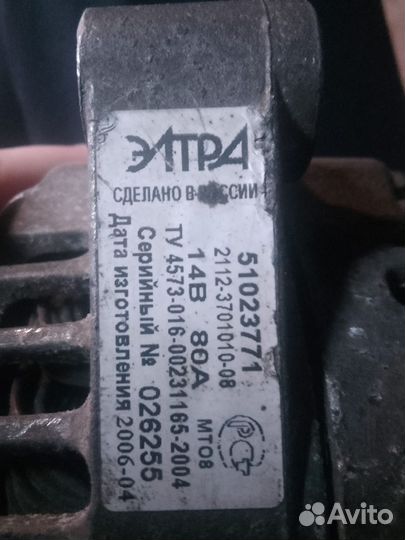 ЭЛТРА
СДЕЛАНО В РОССИИ
51023771
2112-3701010-08
14В 80А МТ08
ТУ 4573-016-00231165-2004
Серийный № 026255
Дата изготовления 2006-04
Avito